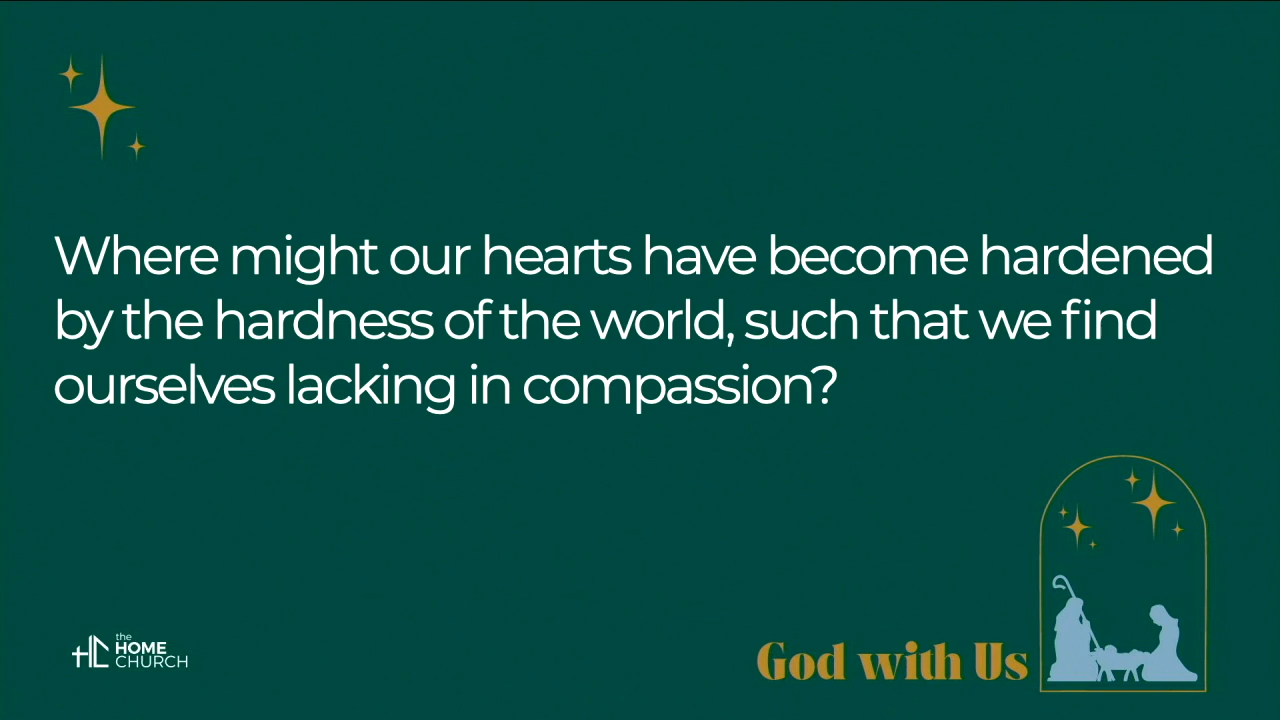 Where might our hearts have become hardened
by the hardness of the world, such that we find
ourselves lacking in compassion?
the
HOME
CHURCH
God with Us